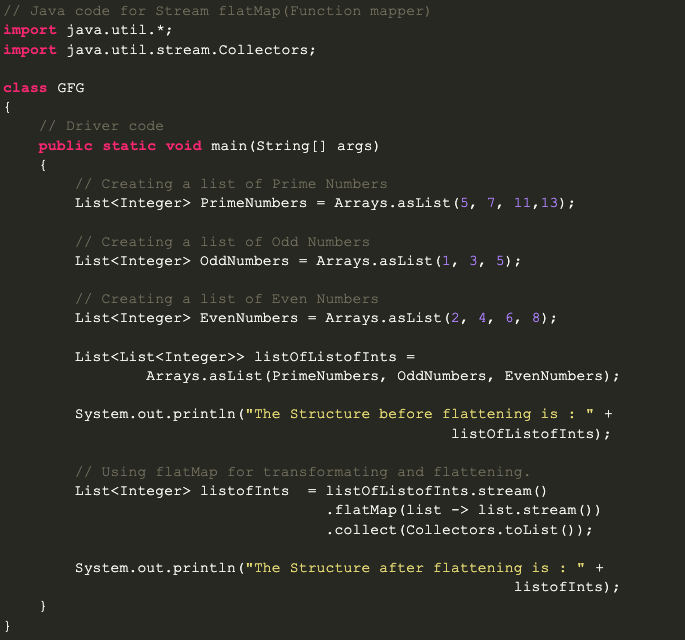 // Java code for Stream flatMap(Function mapper)
import java.util.*;
import java.util.stream.Collectors;
class GFG
{
// Driver code
public static void main(String[] args)
{
// Creating a list of Prime Numbers
List<Integer> PrimeNumbers = Arrays.asList(5, 7, 11,13);
// Creating a list of Odd Numbers
List<Integer> OddNumbers = Arrays.asList(1, 3, 5);
// Creating a list of Even Numbers
List<Integer> EvenNumbers = Arrays.asList(2, 4, 6, 8);
List<List<Integer>> listOfListofInts =
Arrays.asList(PrimeNumbers, OddNumbers, EvenNumbers);
System.out.println("The Structure before flattening is : " +
listOfListofInts);
// Using flatMap for transformating and flattening.
List<Integer> listofInts  = listOfListofInts.stream()
.flatMap(list -> list.stream())
.collect(Collectors.toList());
System.out.println("The Structure after flattening is : " +
listofInts);
}
}